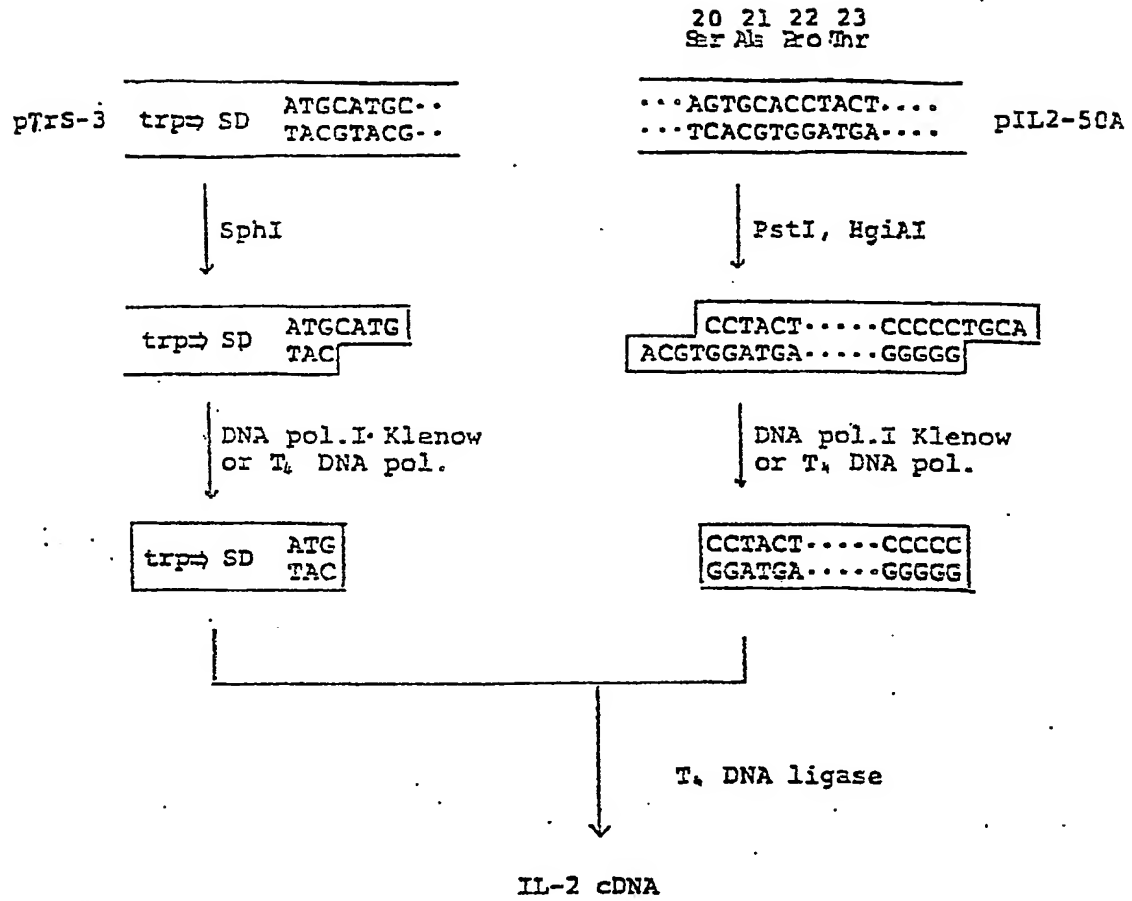 20 21 22 23
Ser Ala Pro Thr
pTrS-3 trp⇒ SD ATGCATGC··
TACGTACG··
···AGTGCACCTACT····
···TCACGTGGATGA····
pIL2-50A
SphI
PstI, HgiAI
trp⇒ SD ATGCATG
TAC
CCTACT·····CCCCCTGCA
ACGTGGATGA·····GGGGG
DNA pol.I· Klenow
or T₄ DNA pol.
DNA pol.I Klenow
or T₄ DNA pol.
trp⇒ SD ATG
TAC
CCTACT·····CCCCC
GGATGA·····GGGGG
T₄ DNA ligase
IL-2 cDNA